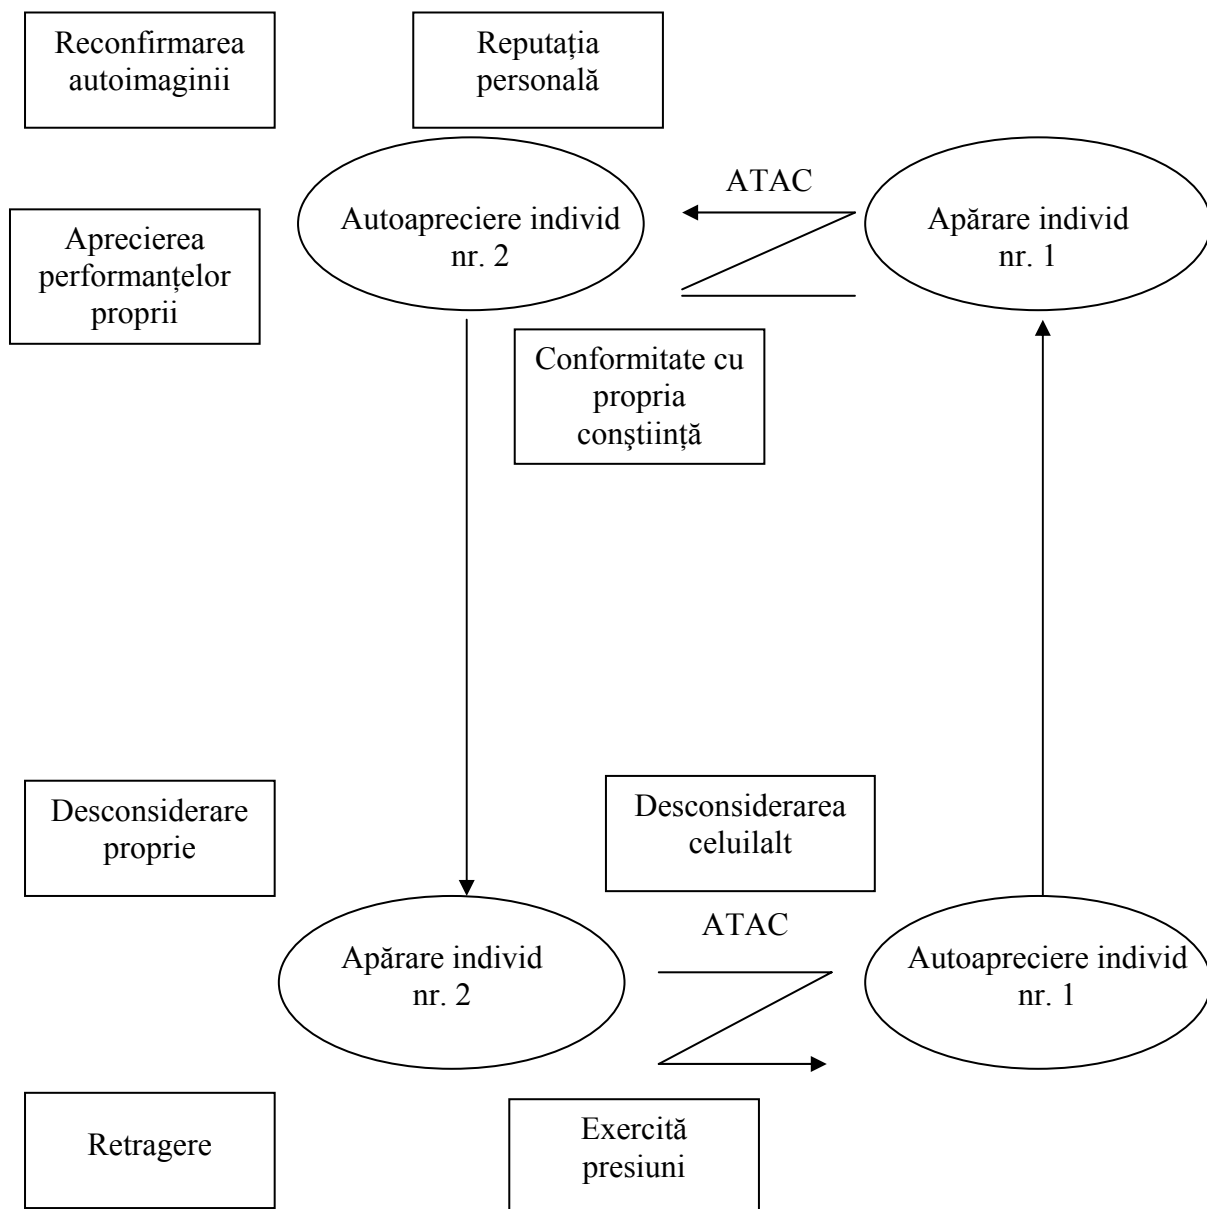 Reconfirmarea
autoimaginii
Reputația
personală
ATAC
Autoapreciere individ
nr. 2
Apărare individ
nr. 1
Aprecierea
performanțelor
proprii
Conformitate cu
propria
conştiință
Desconsiderare
proprie
Desconsiderarea
celuilalt
ATAC
Apărare individ
nr. 2
Autoapreciere individ
nr. 1
Retragere
Exercită
presiuni